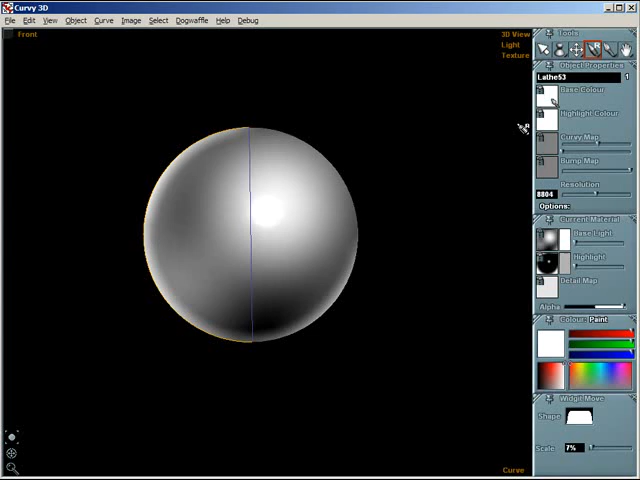 Curvy 3D
File Edit View Object Curve Image Select Dogwaffle Help Debug
Front
3D View
Light
Texture
Tools
Object Properties
Lathe53 1
Base Colour
Highlight Colour
Curvy Map
Bump Map
Resolution
8804
Options:
Current Material
Base Light
Highlight
Detail Map
Alpha
Colour: Paint
Widgit Move
Shape
Scale 7%
Curve